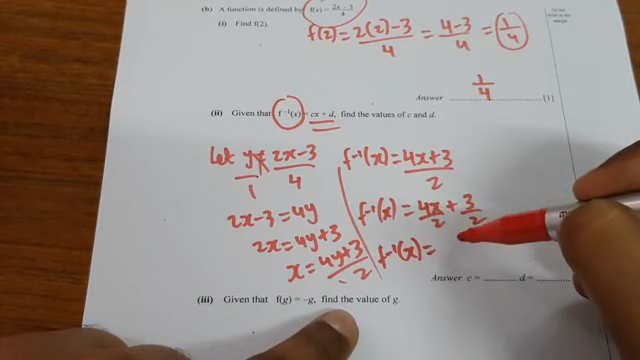 (b) A function is defined by f(x) = 2x − 3 / 4
(i) Find f(2).
f(2) = 2(2) − 3 / 4 = 4 − 3 / 4 = 1/4
1/4
Answer ........................ [1]
(ii) Given that f⁻¹(x) = cx + d, find the values of c and d.
let y = 2x − 3 / 4
1
2x − 3 = 4y
2x = 4y + 3
x = 4y + 3 / 2
f⁻¹(x) = 4x + 3 / 2
f⁻¹(x) = 4x/2 + 3/2
f⁻¹(x) =
Answer c = ............ d = ............
(iii) Given that f(g) = −g, find the value of g.